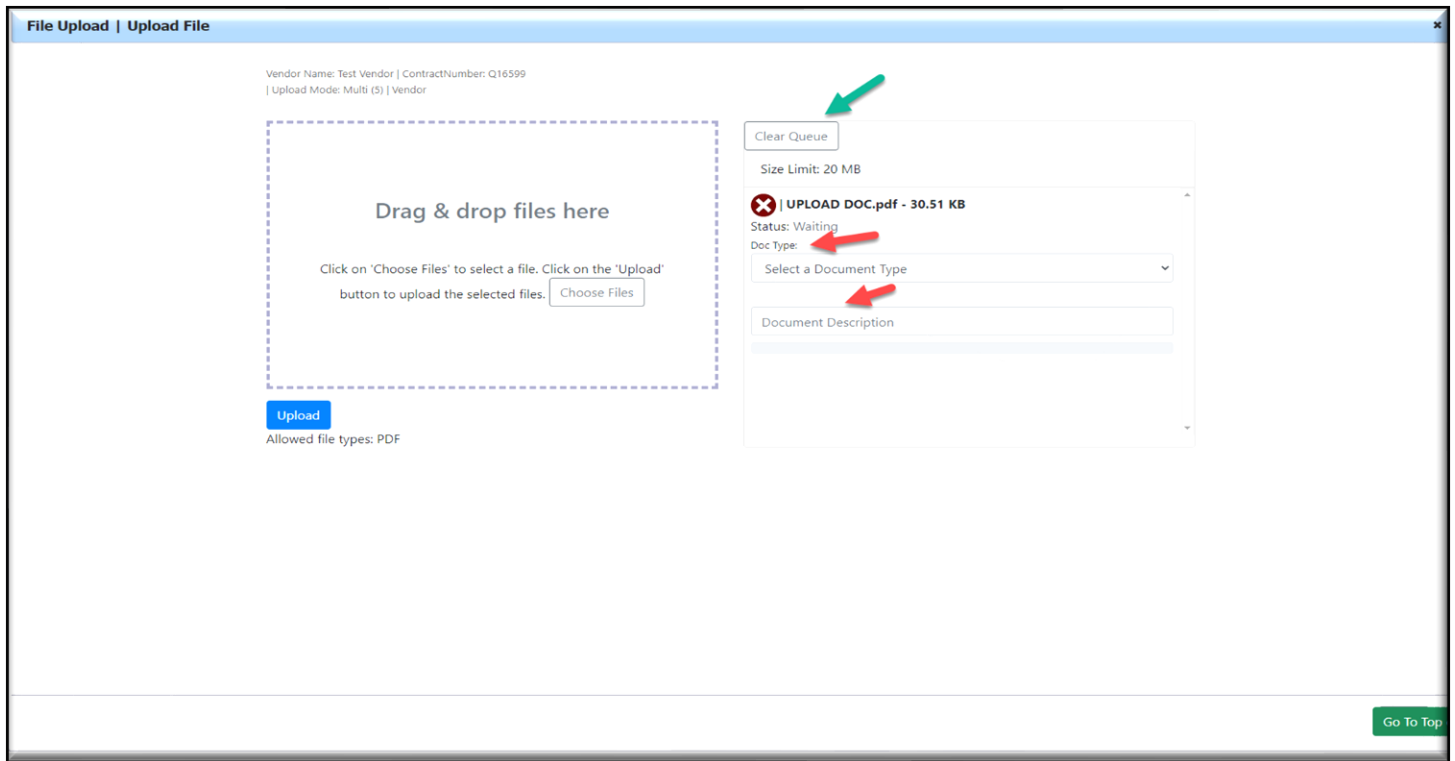 File Upload | Upload File
×
Vendor Name: Test Vendor | ContractNumber: Q16599
| Upload Mode: Multi (5) | Vendor
Drag & drop files here
Click on 'Choose Files' to select a file. Click on the 'Upload'
button to upload the selected files. Choose Files
Upload
Allowed file types: PDF
Clear Queue
Size Limit: 20 MB
| UPLOAD DOC.pdf - 30.51 KB
Status: Waiting
Doc Type:
Select a Document Type
Document Description
Go To Top